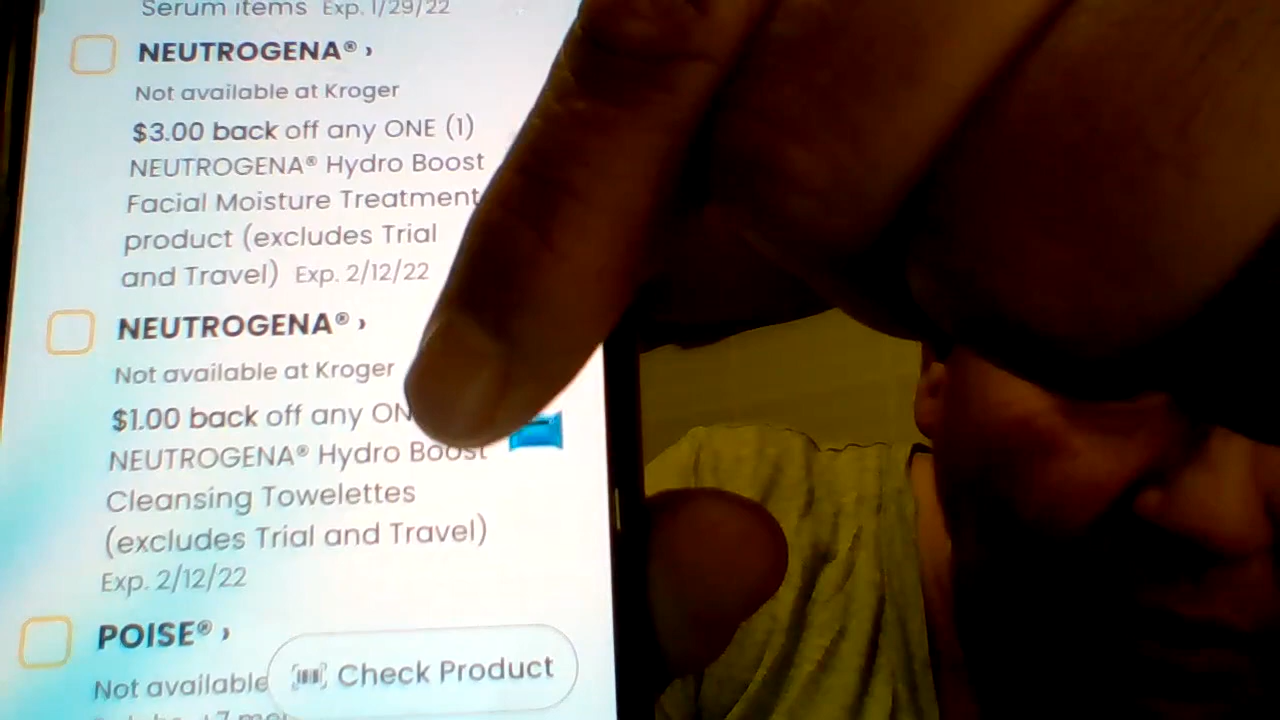 Serum items Exp. 1/29/22
NEUTROGENA® ›
Not available at Kroger
$3.00 back off any ONE (1)
NEUTROGENA® Hydro Boost
Facial Moisture Treatment
product (excludes Trial
and Travel) Exp. 2/12/22
NEUTROGENA® ›
Not available at Kroger
$1.00 back off any
NEUTROGENA® Hydro Boost
Cleansing Towelettes
(excludes Trial and Travel)
Exp. 2/12/22
POISE® ›
Not available
Check Product